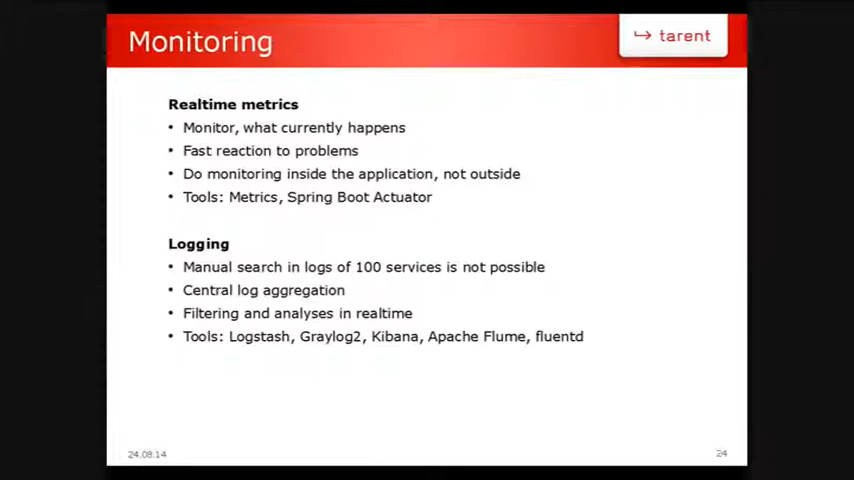 Monitoring
↪ tarent
Realtime metrics
• Monitor, what currently happens
• Fast reaction to problems
• Do monitoring inside the application, not outside
• Tools: Metrics, Spring Boot Actuator
Logging
• Manual search in logs of 100 services is not possible
• Central log aggregation
• Filtering and analyses in realtime
• Tools: Logstash, Graylog2, Kibana, Apache Flume, fluentd
24.08.14
24